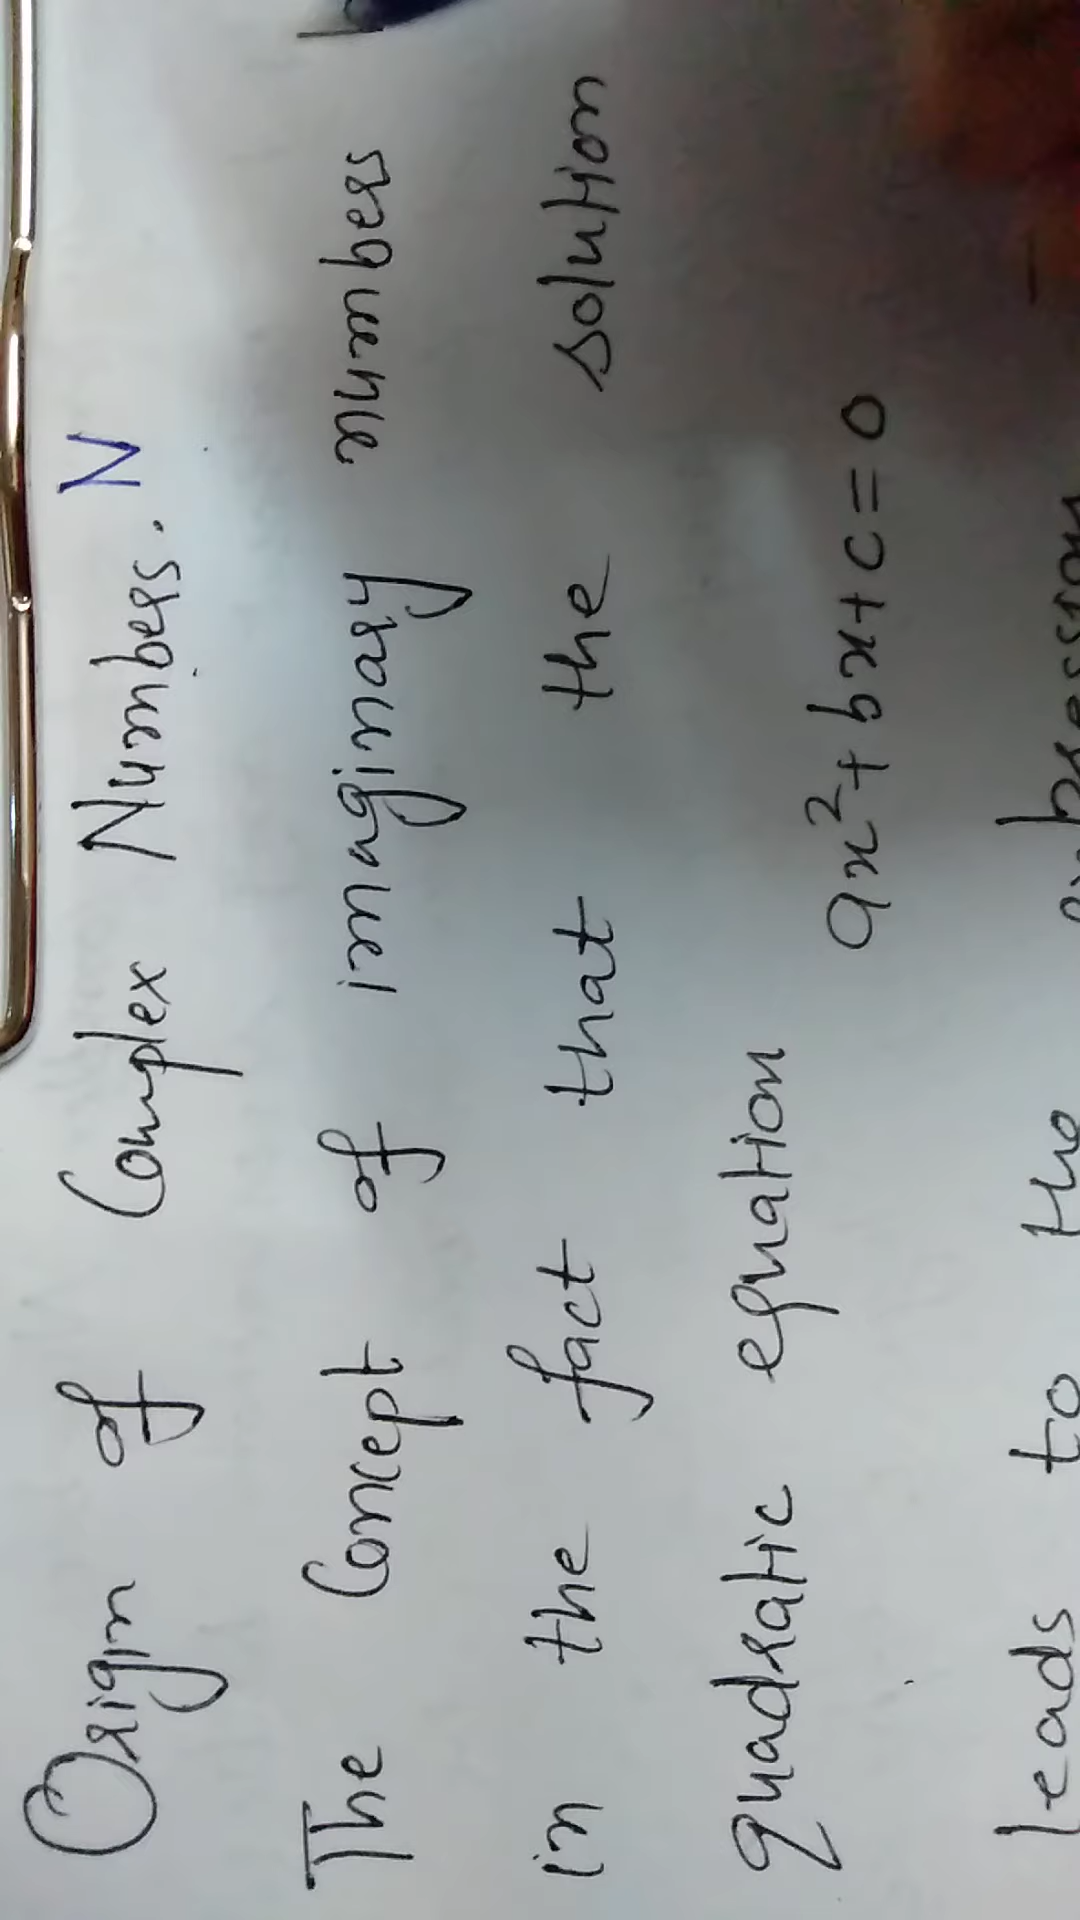 Origin of Complex Numbers. N
The Concept of imaginary numbers
in the fact that the solution
quadratic equation ax²+bx+c=0
leads to the